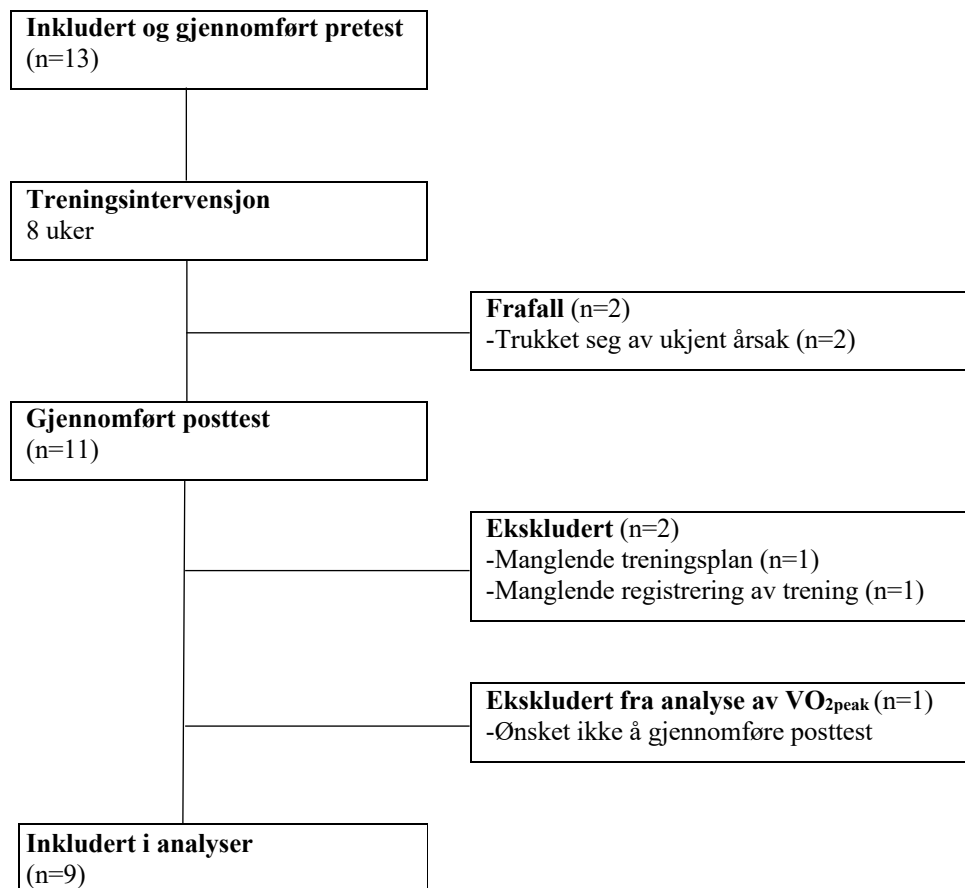 Inkludert og gjennomført pretest
(n=13)
Treningsintervensjon
8 uker
Frafall (n=2)
-Trukket seg av ukjent årsak (n=2)
Gjennomført posttest
(n=11)
Ekskludert (n=2)
-Manglende treningsplan (n=1)
-Manglende registrering av trening (n=1)
Ekskludert fra analyse av VO2peak (n=1)
-Ønsket ikke å gjennomføre posttest
Inkludert i analyser
(n=9)